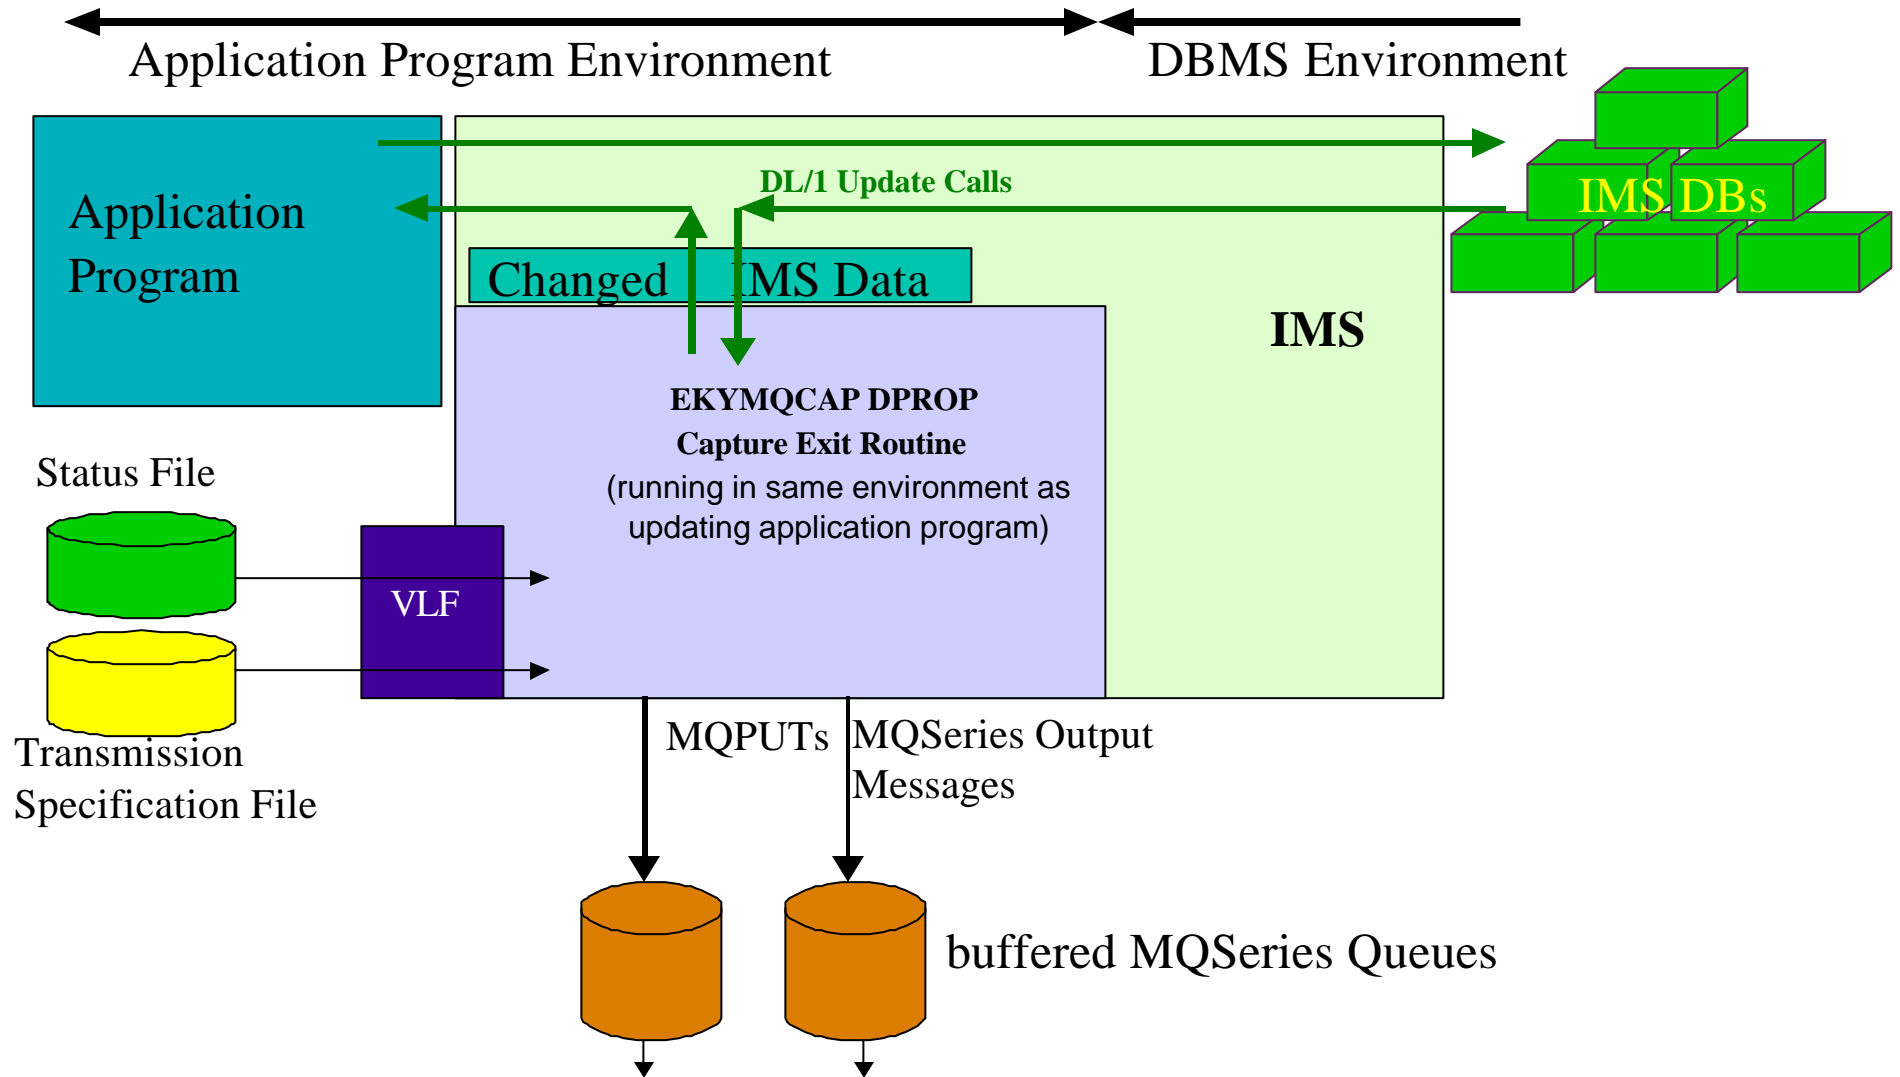 Application Program Environment
DBMS Environment
DL/1 Update Calls
Application
Program
IMS DBs
Changed IMS Data
IMS
EKYMQCAP DPROP
Capture Exit Routine
(running in same environment as
updating application program)
Status File
VLF
Transmission
Specification File
MQPUTs
MQSeries Output
Messages
buffered MQSeries Queues